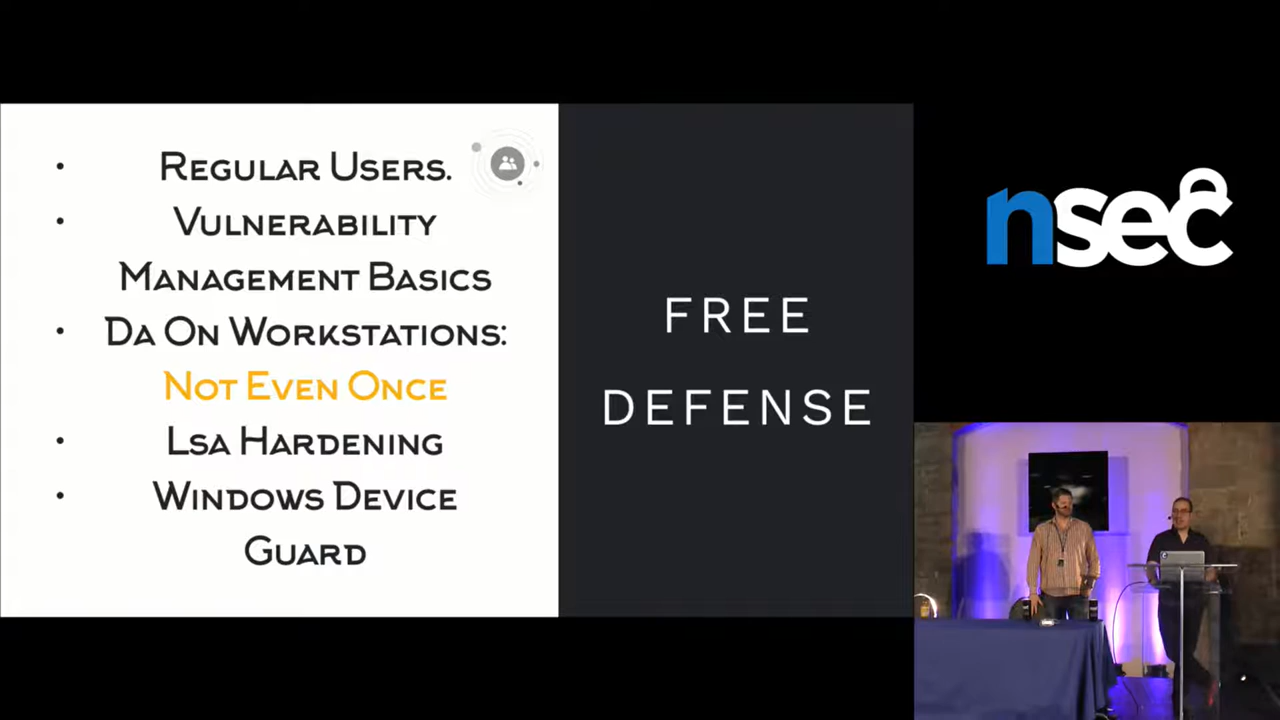 • Regular Users.
• Vulnerability
Management Basics
• Da On Workstations:
Not Even Once
• Lsa Hardening
• Windows Device
Guard
FREE
DEFENSE
nsec